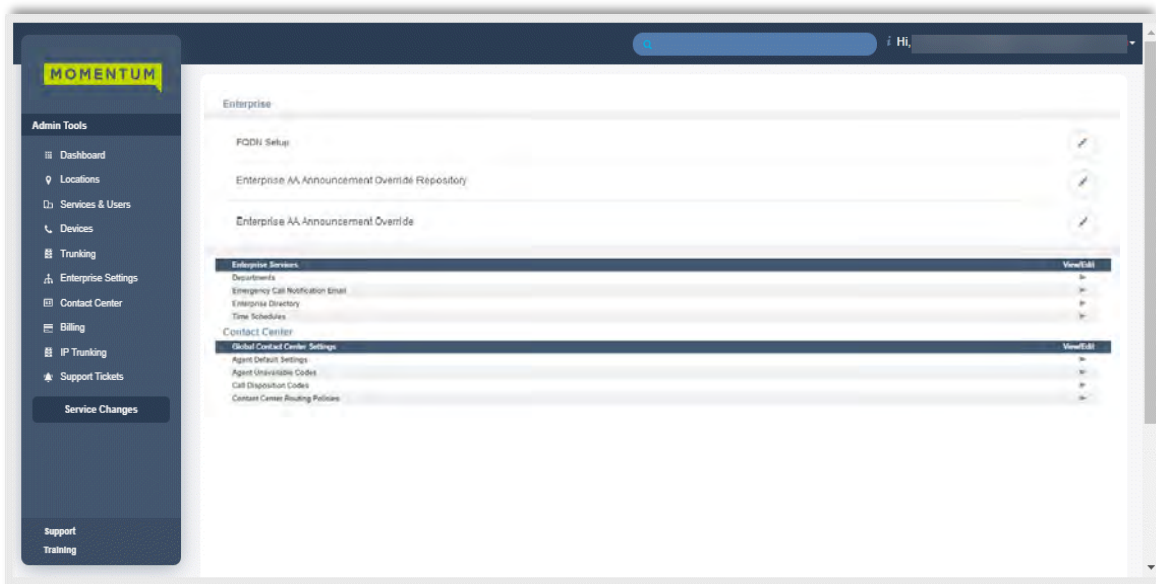 Hi,
MOMENTUM
Admin Tools
Dashboard
Locations
Services & Users
Devices
Trunking
Enterprise Settings
Contact Center
Billing
IP Trunking
Support Tickets
Service Changes
Support
Training
Enterprise
FQDN Setup
Enterprise AA Announcement Override Repository
Enterprise AA Announcement Override
Enterprise Services View/Edit
Departments
Emergency Call Notification Email
Enterprise Directory
Time Schedules
Contact Center
Global Contact Center Settings View/Edit
Agent Default Settings
Agent Unavailable Codes
Call Disposition Codes
Contact Center Routing Policies